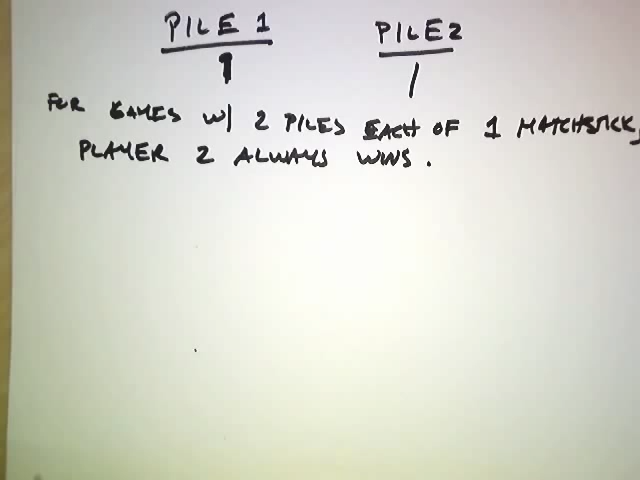 PILE 1 PILE 2
FOR GAMES W/ 2 PILES EACH OF 1 MATCHSTICK,
PLAYER 2 ALWAYS WINS.